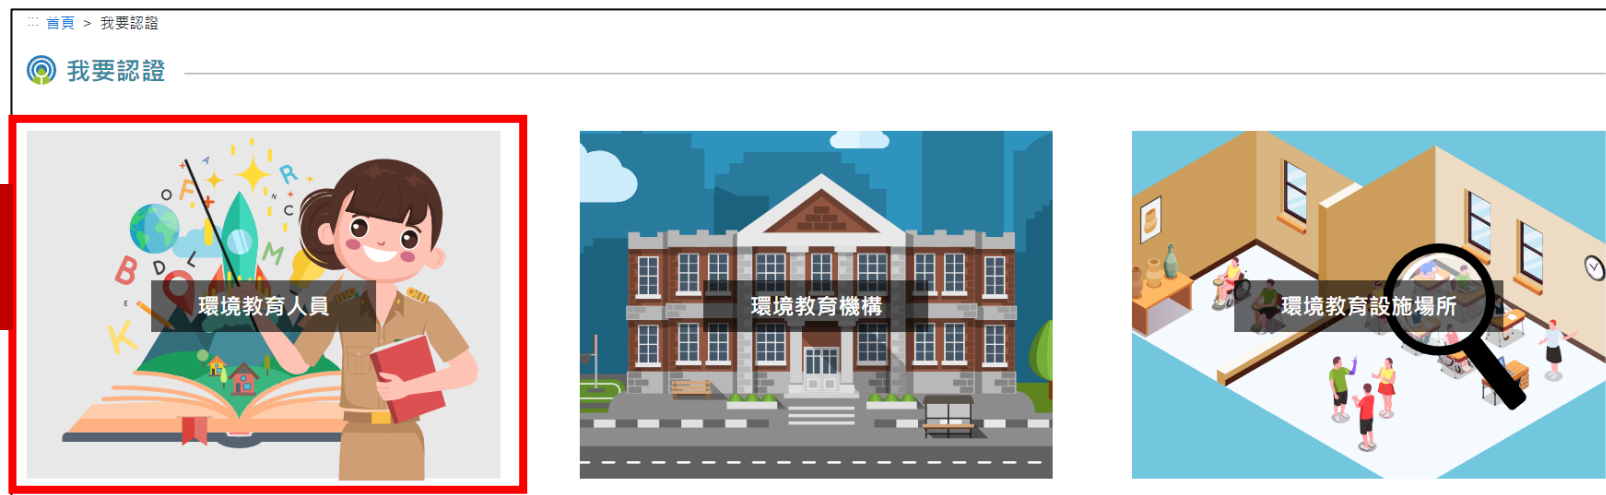 ::: 首頁 > 我要認證
我要認證
環境教育人員
環境教育機構
環境教育設施場所